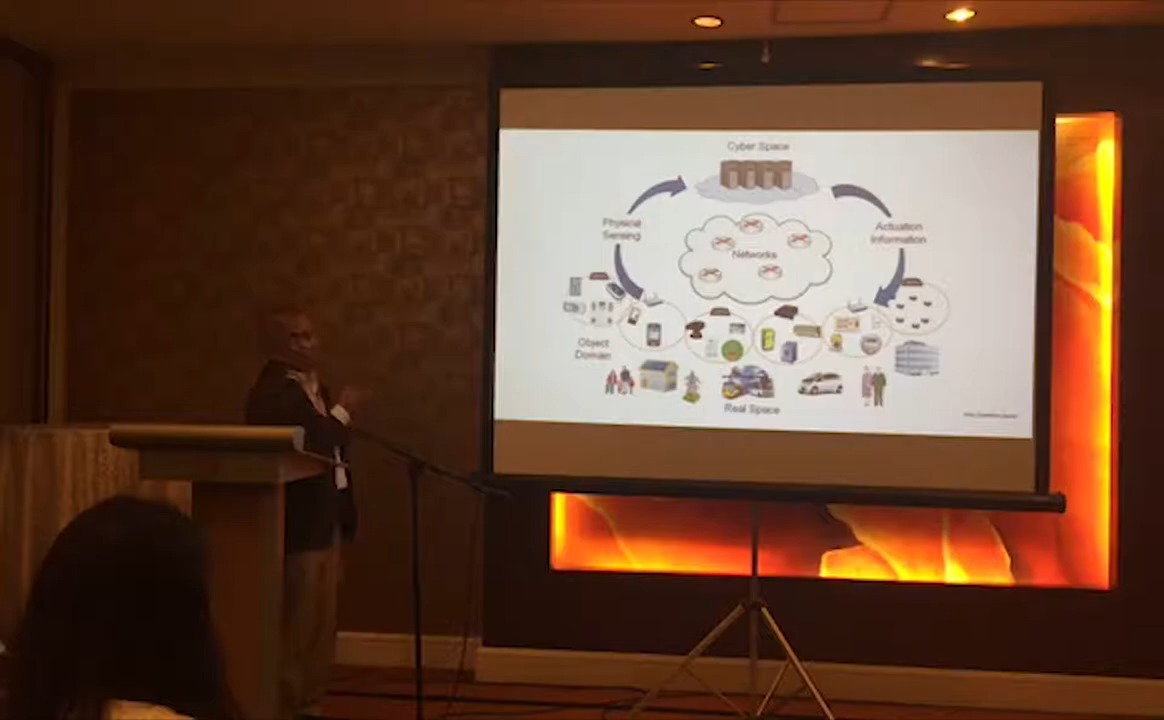 Cyber Space
Physical
Sensing
Actuation
Information
Networks
Object
Domain
Real Space